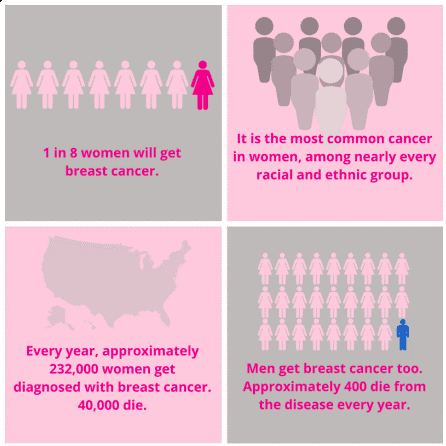 1 in 8 women will get
breast cancer.
It is the most common cancer
in women, among nearly every
racial and ethnic group.
Every year, approximately
232,000 women get
diagnosed with breast cancer.
40,000 die.
Men get breast cancer too.
Approximately 400 die from
the disease every year.